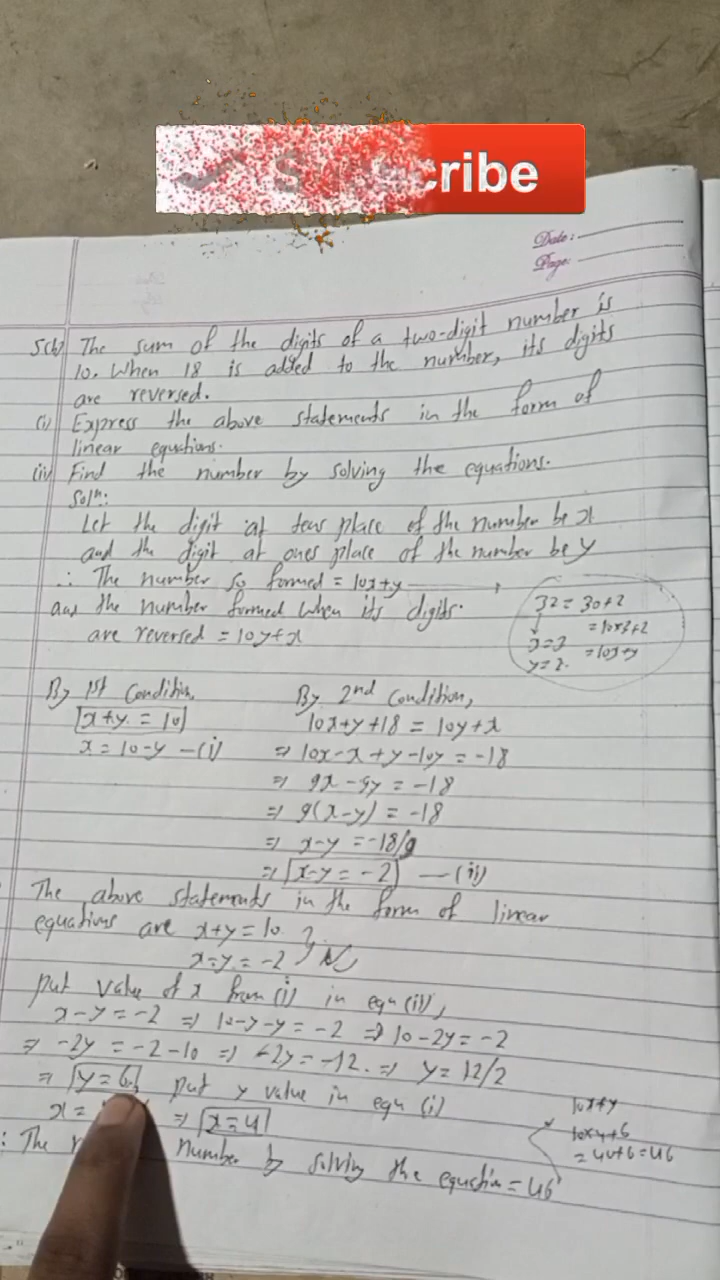 cribe
Date:
Page:
5(b) The sum of the digits of a two-digit number is
10. When 18 is added to the number, its digits
are reversed.
(i) Express the above statements in the form of
linear equations.
(ii) Find the number by solving the equations.
Solⁿ:
Let the digit at tens place of the number be x
and the digit at ones place of the number be y
∴ The number so formed = 10x+y
and the number formed when its digits
are reversed = 10y+x
32 = 30+2
= 10×3+2
x=3
= 10x+y
y=2.
By 1st Condition,
x+y = 10
x = 10-y —(i)
By 2nd Condition,
10x+y+18 = 10y+x
⇒ 10x-x+y-10y = -18
⇒ 9x-9y = -18
⇒ 9(x-y) = -18
⇒ x-y = -18/9
⇒ x-y = -2 —(ii)
The above statements in the form of linear
equations are x+y=10
x-y = -2
put value of x from (i) in eqn (ii),
x-y=-2 ⇒ 10-y-y = -2 ⇒ 10-2y = -2
⇒ -2y = -2-10 ⇒ -2y = -12. ⇒ y = 12/2
⇒ y=6 put y value in eqn (i)
x = ⇒ x=4
: The number by solving the equation = 46
10x+y
10×4+6
= 40+6=46